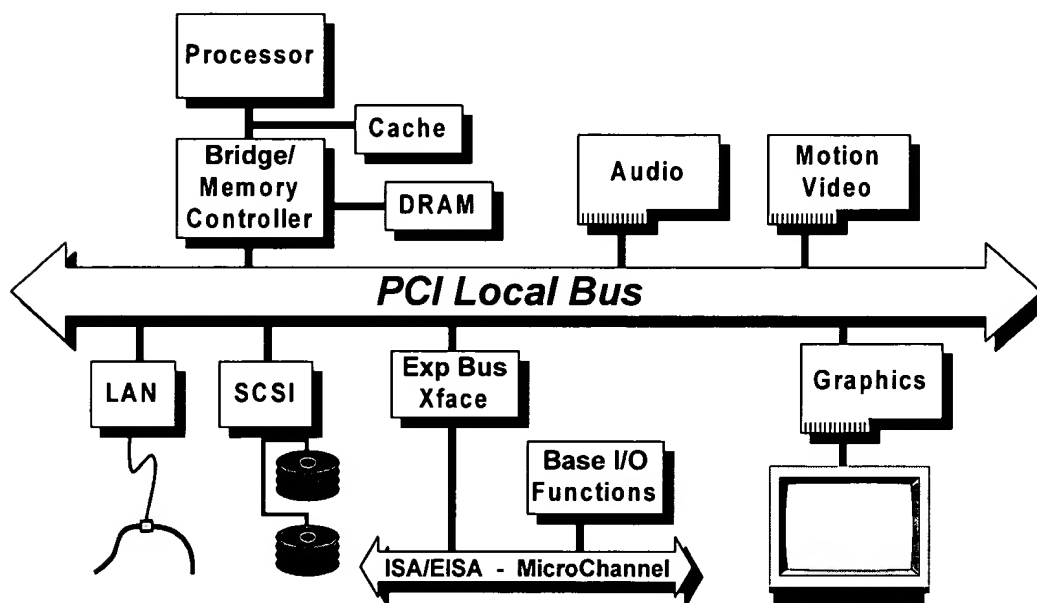 Processor
Cache
Bridge/
Memory
Controller
DRAM
Audio
Motion
Video
PCI Local Bus
LAN
SCSI
Exp Bus
Xface
Graphics
Base I/O
Functions
ISA/EISA - MicroChannel